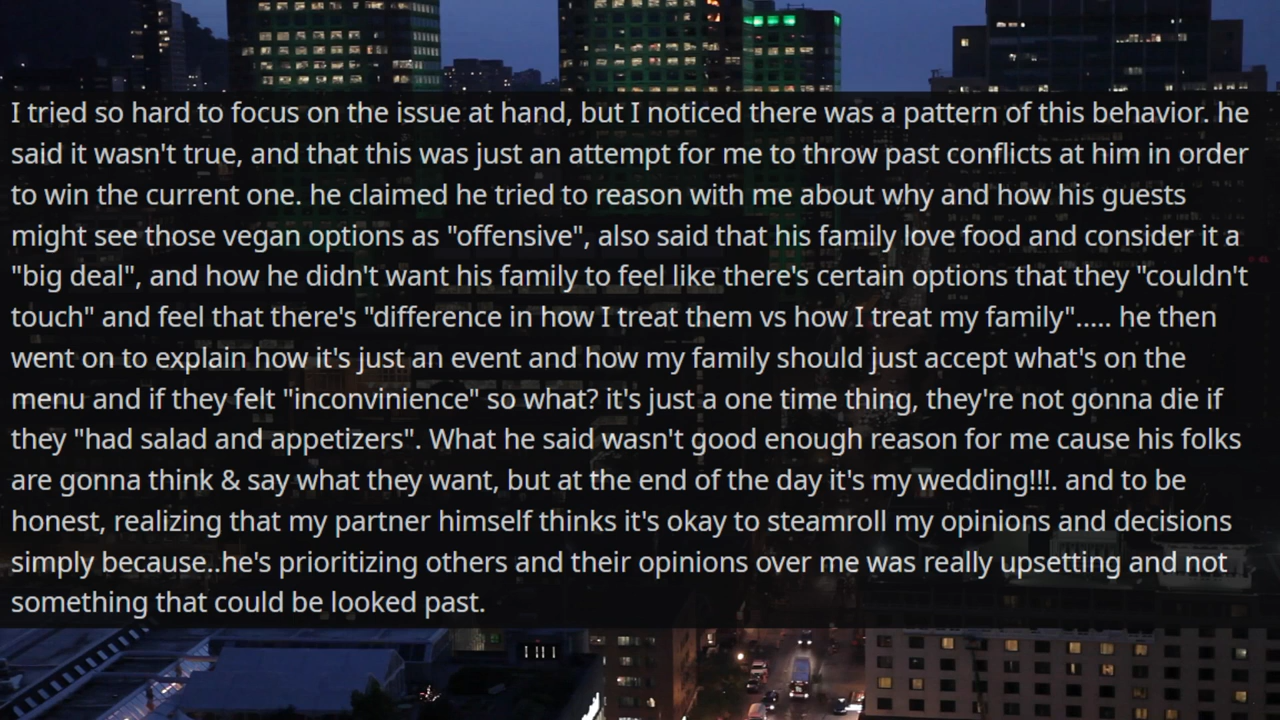 I tried so hard to focus on the issue at hand, but I noticed there was a pattern of this behavior. he
said it wasn't true, and that this was just an attempt for me to throw past conflicts at him in order
to win the current one. he claimed he tried to reason with me about why and how his guests
might see those vegan options as "offensive", also said that his family love food and consider it a
"big deal", and how he didn't want his family to feel like there's certain options that they "couldn't
touch" and feel that there's "difference in how I treat them vs how I treat my family"..... he then
went on to explain how it's just an event and how my family should just accept what's on the
menu and if they felt "inconvinience" so what? it's just a one time thing, they're not gonna die if
they "had salad and appetizers". What he said wasn't good enough reason for me cause his folks
are gonna think & say what they want, but at the end of the day it's my wedding!!!. and to be
honest, realizing that my partner himself thinks it's okay to steamroll my opinions and decisions
simply because..he's prioritizing others and their opinions over me was really upsetting and not
something that could be looked past.